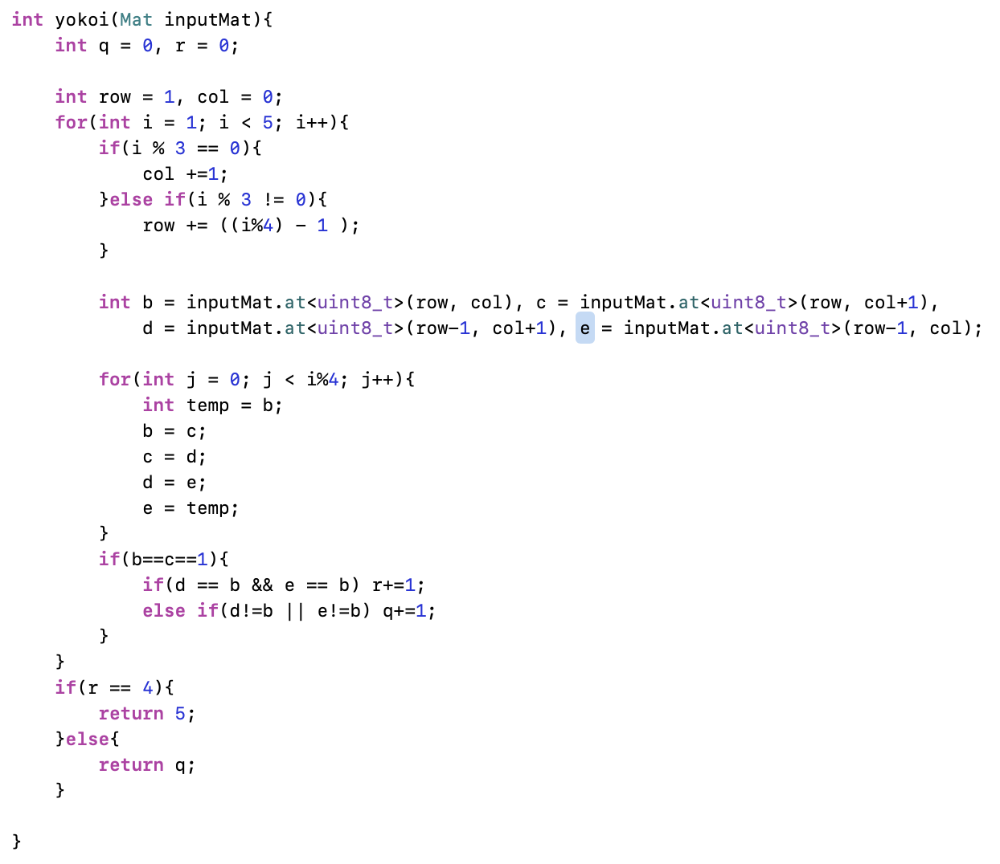 int yokoi(Mat inputMat){
    int q = 0, r = 0;

    int row = 1, col = 0;
    for(int i = 1; i < 5; i++){
        if(i % 3 == 0){
            col +=1;
        }else if(i % 3 != 0){
            row += ((i%4) - 1 );
        }

        int b = inputMat.at<uint8_t>(row, col), c = inputMat.at<uint8_t>(row, col+1),
            d = inputMat.at<uint8_t>(row-1, col+1), e = inputMat.at<uint8_t>(row-1, col);

        for(int j = 0; j < i%4; j++){
            int temp = b;
            b = c;
            c = d;
            d = e;
            e = temp;
        }
        if(b==c==1){
            if(d == b && e == b) r+=1;
            else if(d!=b || e!=b) q+=1;
        }
    }
    if(r == 4){
        return 5;
    }else{
        return q;
    }

}